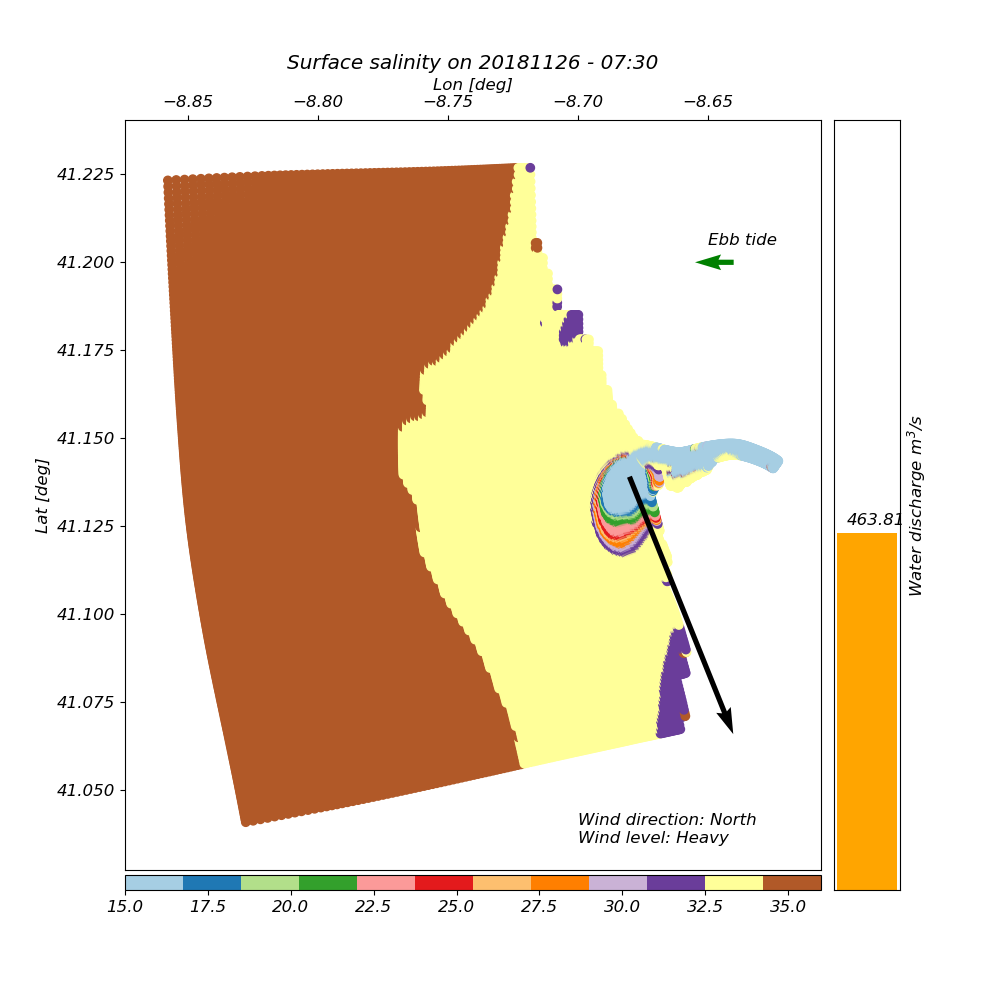 Surface salinity on 20181126 - 07:30
Lon [deg]
−8.85 −8.80 −8.75 −8.70 −8.65
41.225
41.200
41.175
41.150
41.125
41.100
41.075
41.050
Lat [deg]
Ebb tide
Wind direction: North
Wind level: Heavy
463.81
Water discharge m³/s
15.0 17.5 20.0 22.5 25.0 27.5 30.0 32.5 35.0